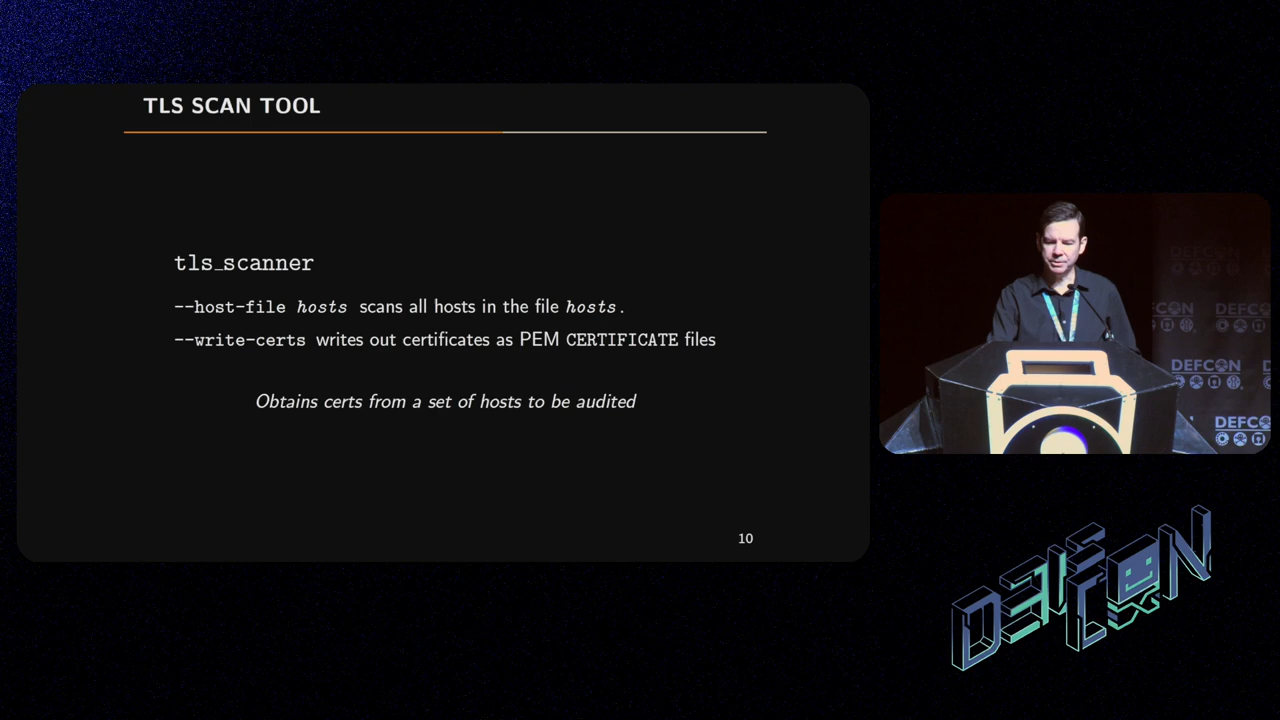 TLS SCAN TOOL
tls_scanner
--host-file hosts scans all hosts in the file hosts.
--write-certs writes out certificates as PEM CERTIFICATE files
Obtains certs from a set of hosts to be audited
10
DEFCON
DEFCON
DEFCON
DEFCON
DEFCON